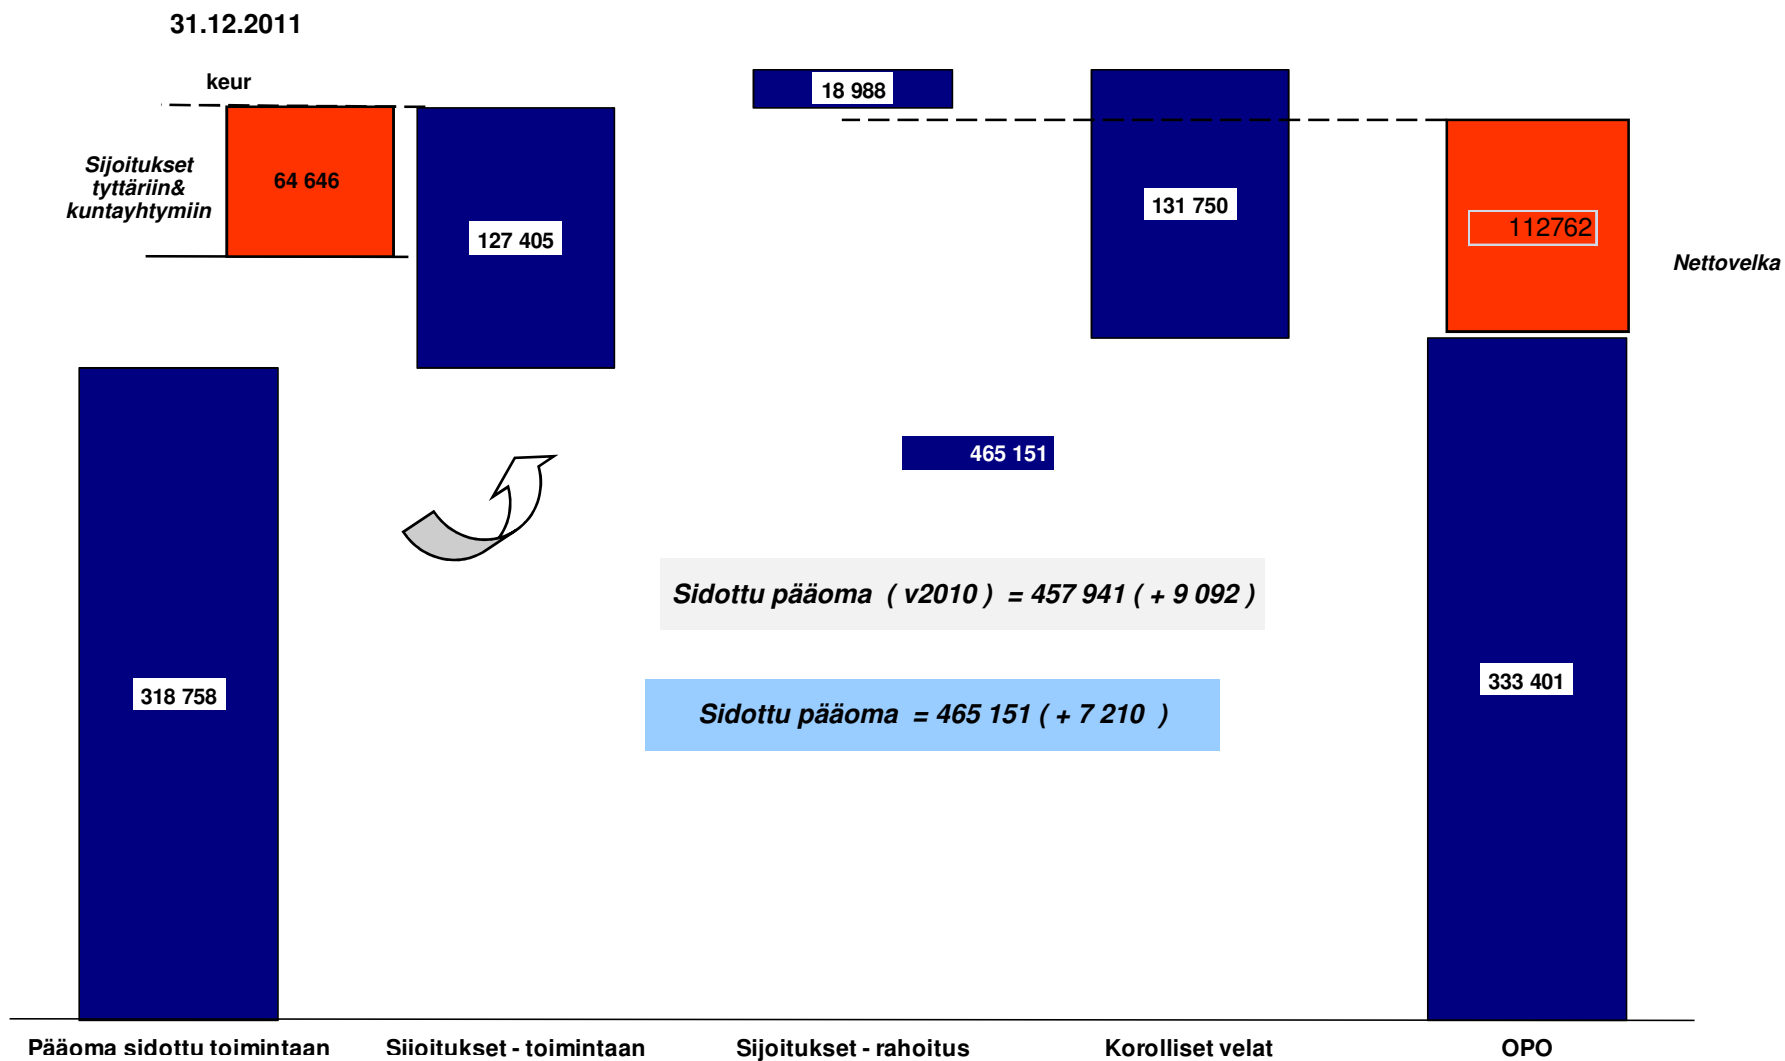 31.12.2011
keur
Sijoitukset
tyttäriin&
kuntayhtymiin
64 646
127 405
18 988
131 750
112762
Nettovelka
465 151
Sidottu pääoma ( v2010 ) = 457 941 ( + 9 092 )
Sidottu pääoma = 465 151 ( + 7 210 )
318 758
333 401
Pääoma sidottu toimintaan
Sijoitukset - toimintaan
Sijoitukset - rahoitus
Korolliset velat
OPO